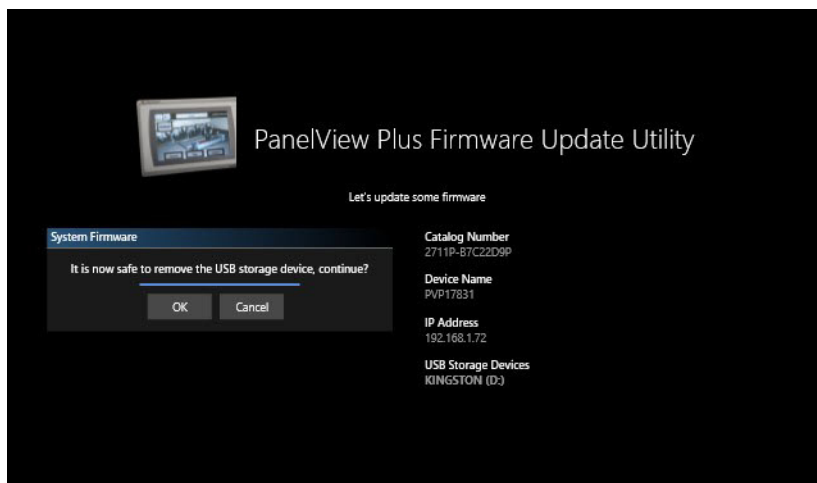 PanelView Plus Firmware Update Utility
Let's update some firmware
System Firmware
It is now safe to remove the USB storage device, continue?
OK
Cancel
Catalog Number
2711P-B7C22D9P
Device Name
PVP17831
IP Address
192.168.1.72
USB Storage Devices
KINGSTON (D:)